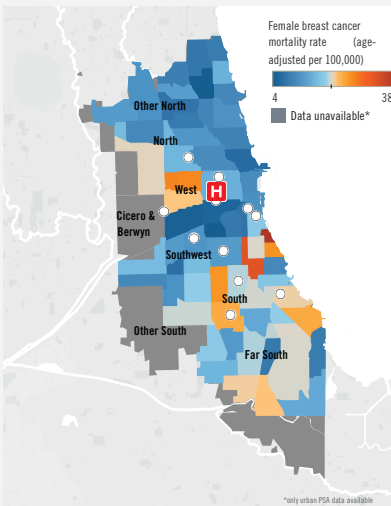 Female breast cancer
mortality rate (age-
adjusted per 100,000)
4 38
Data unavailable*
Other North
North
West
H
Cicero &
Berwyn
Southwest
South
Other South
Far South
*only urban PSA data available